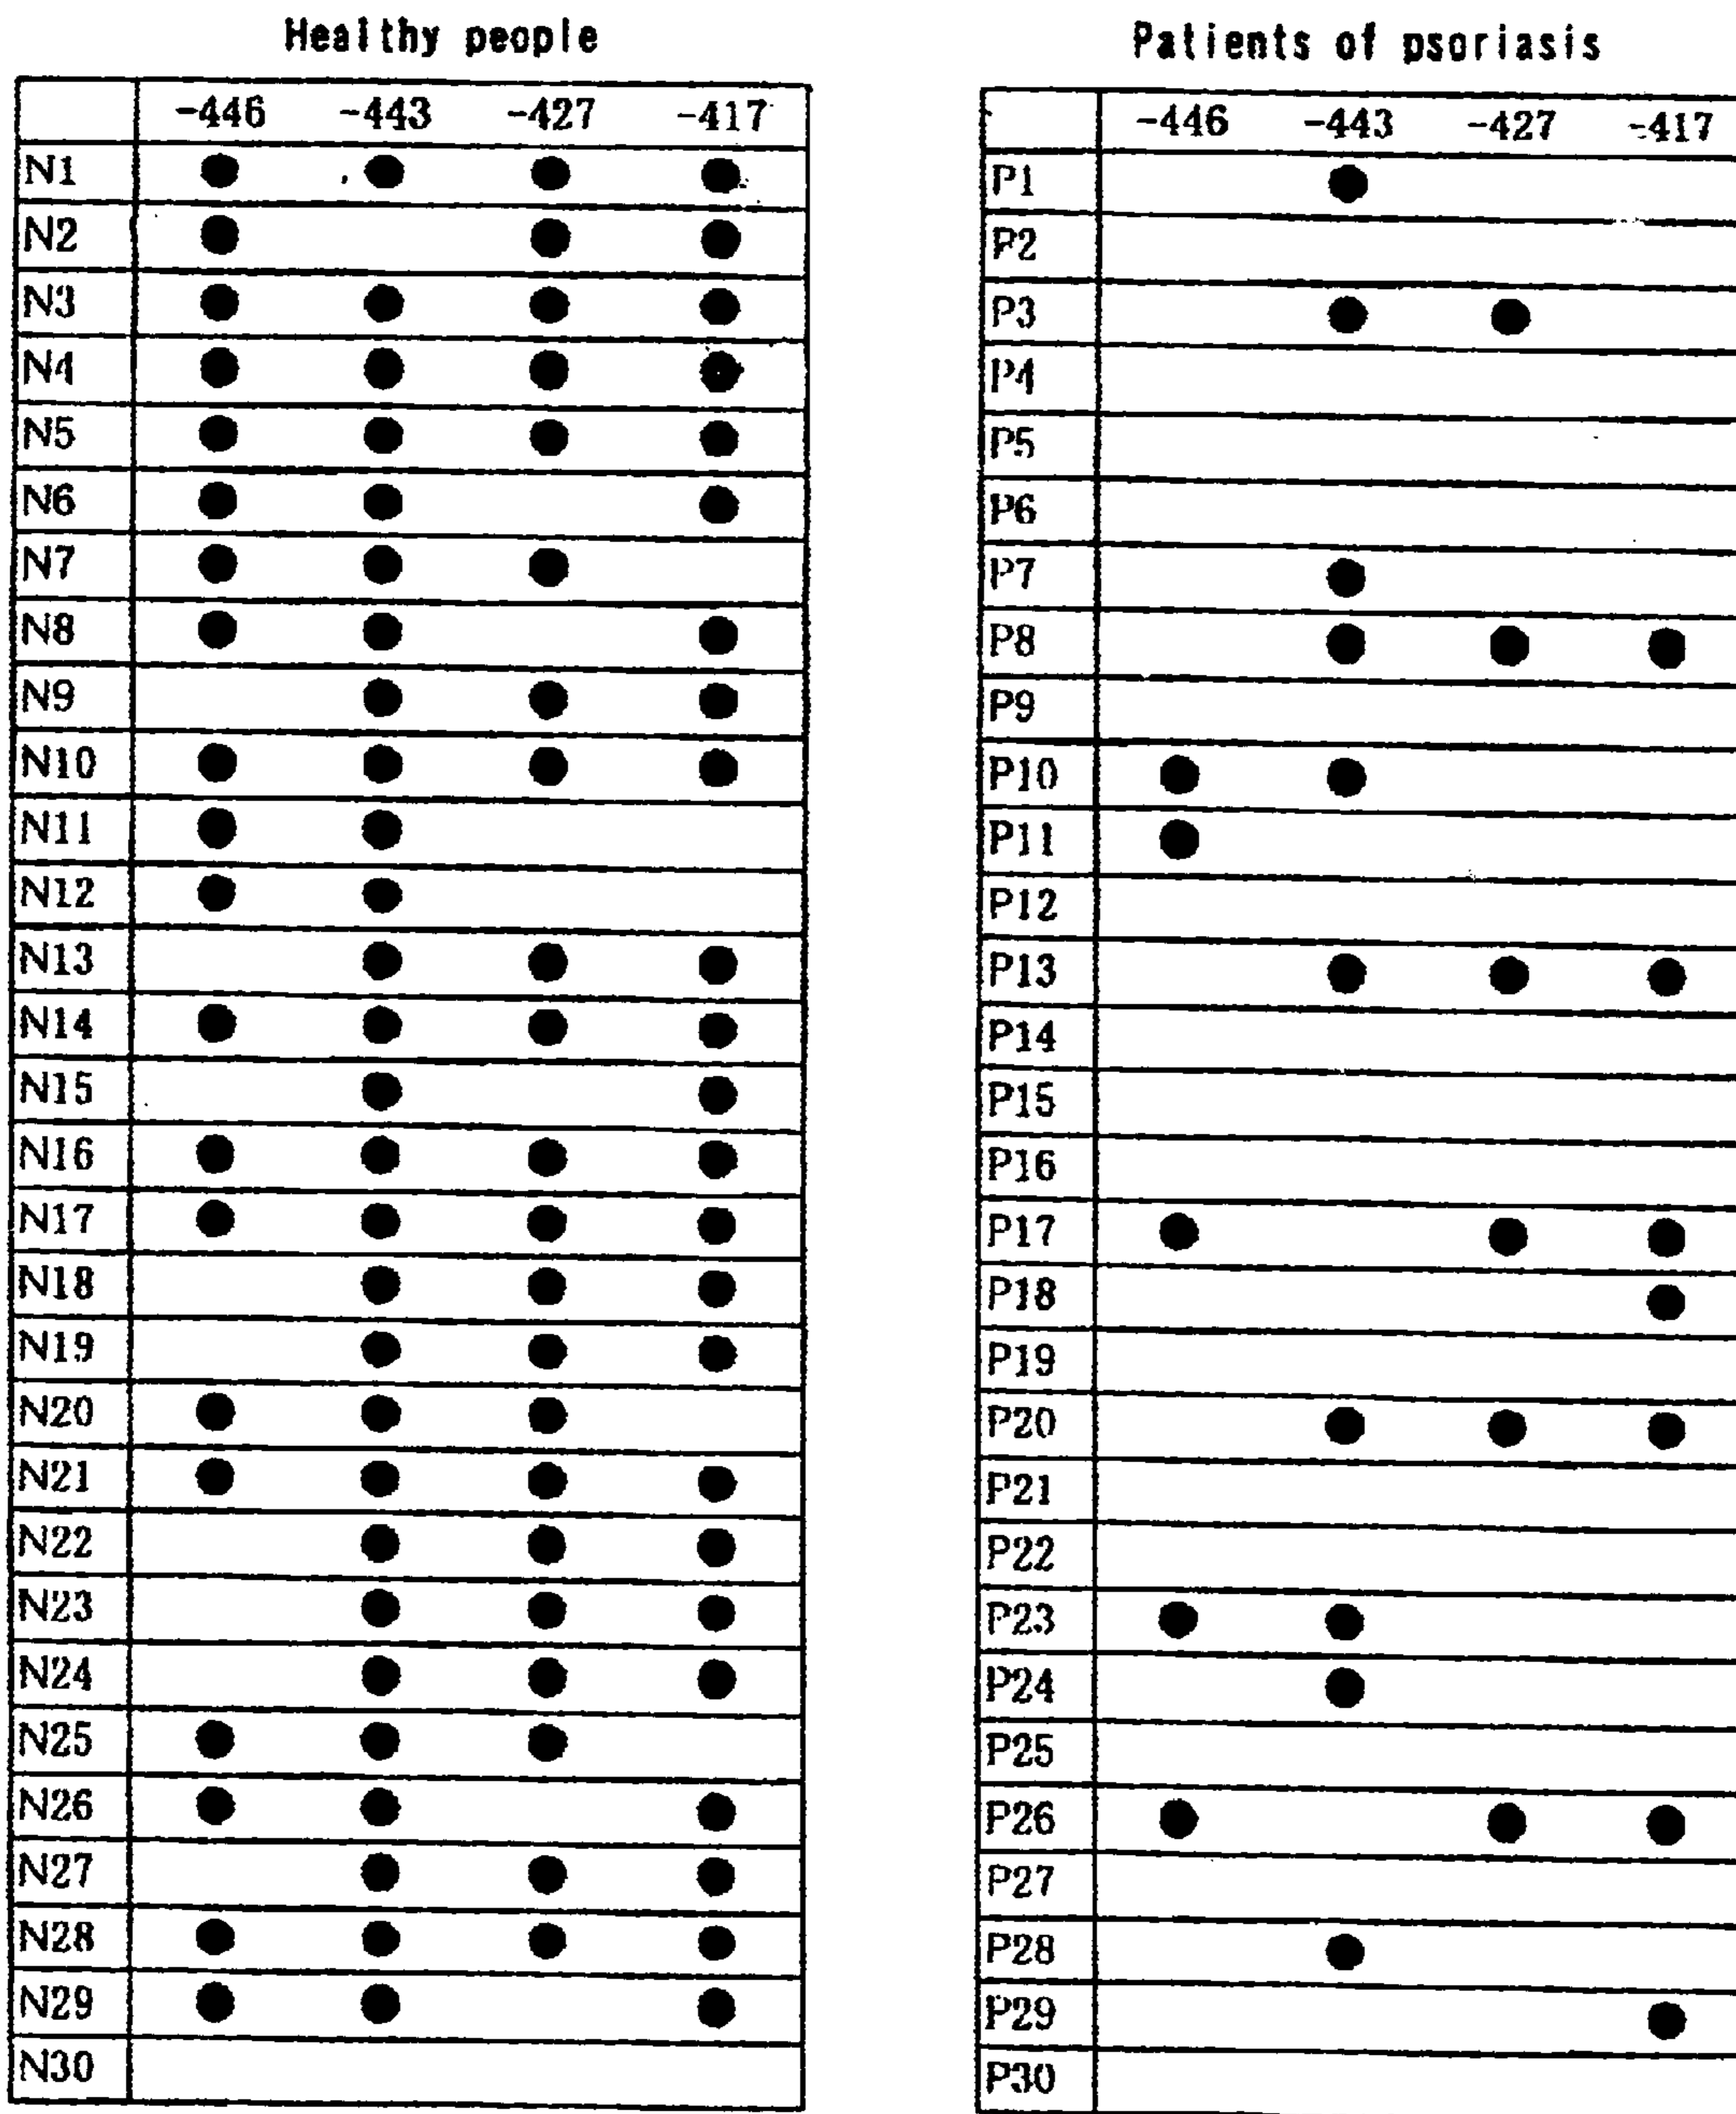 Healthy people
-446 -443 -427 -417
N1 ● ● ● ●
N2 ● ● ●
N3 ● ● ● ●
N4 ● ● ● ●
N5 ● ● ● ●
N6 ● ● ●
N7 ● ● ●
N8 ● ● ●
N9 ● ● ●
N10 ● ● ● ●
N11 ● ●
N12 ● ●
N13 ● ● ●
N14 ● ● ● ●
N15 ● ●
N16 ● ● ● ●
N17 ● ● ● ●
N18 ● ● ●
N19 ● ● ●
N20 ● ● ●
N21 ● ● ● ●
N22 ● ● ●
N23 ● ● ●
N24 ● ● ●
N25 ● ● ●
N26 ● ● ●
N27 ● ● ●
N28 ● ● ● ●
N29 ● ● ●
N30
Patients of psoriasis
-446 -443 -427 -417
P1 ●
P2
P3 ● ●
P4
P5
P6
P7 ●
P8 ● ● ●
P9
P10 ● ●
P11 ●
P12
P13 ● ● ●
P14
P15
P16
P17 ● ● ●
P18 ●
P19
P20 ● ● ●
P21
P22
P23 ● ●
P24 ●
P25
P26 ● ● ●
P27
P28 ●
P29 ●
P30